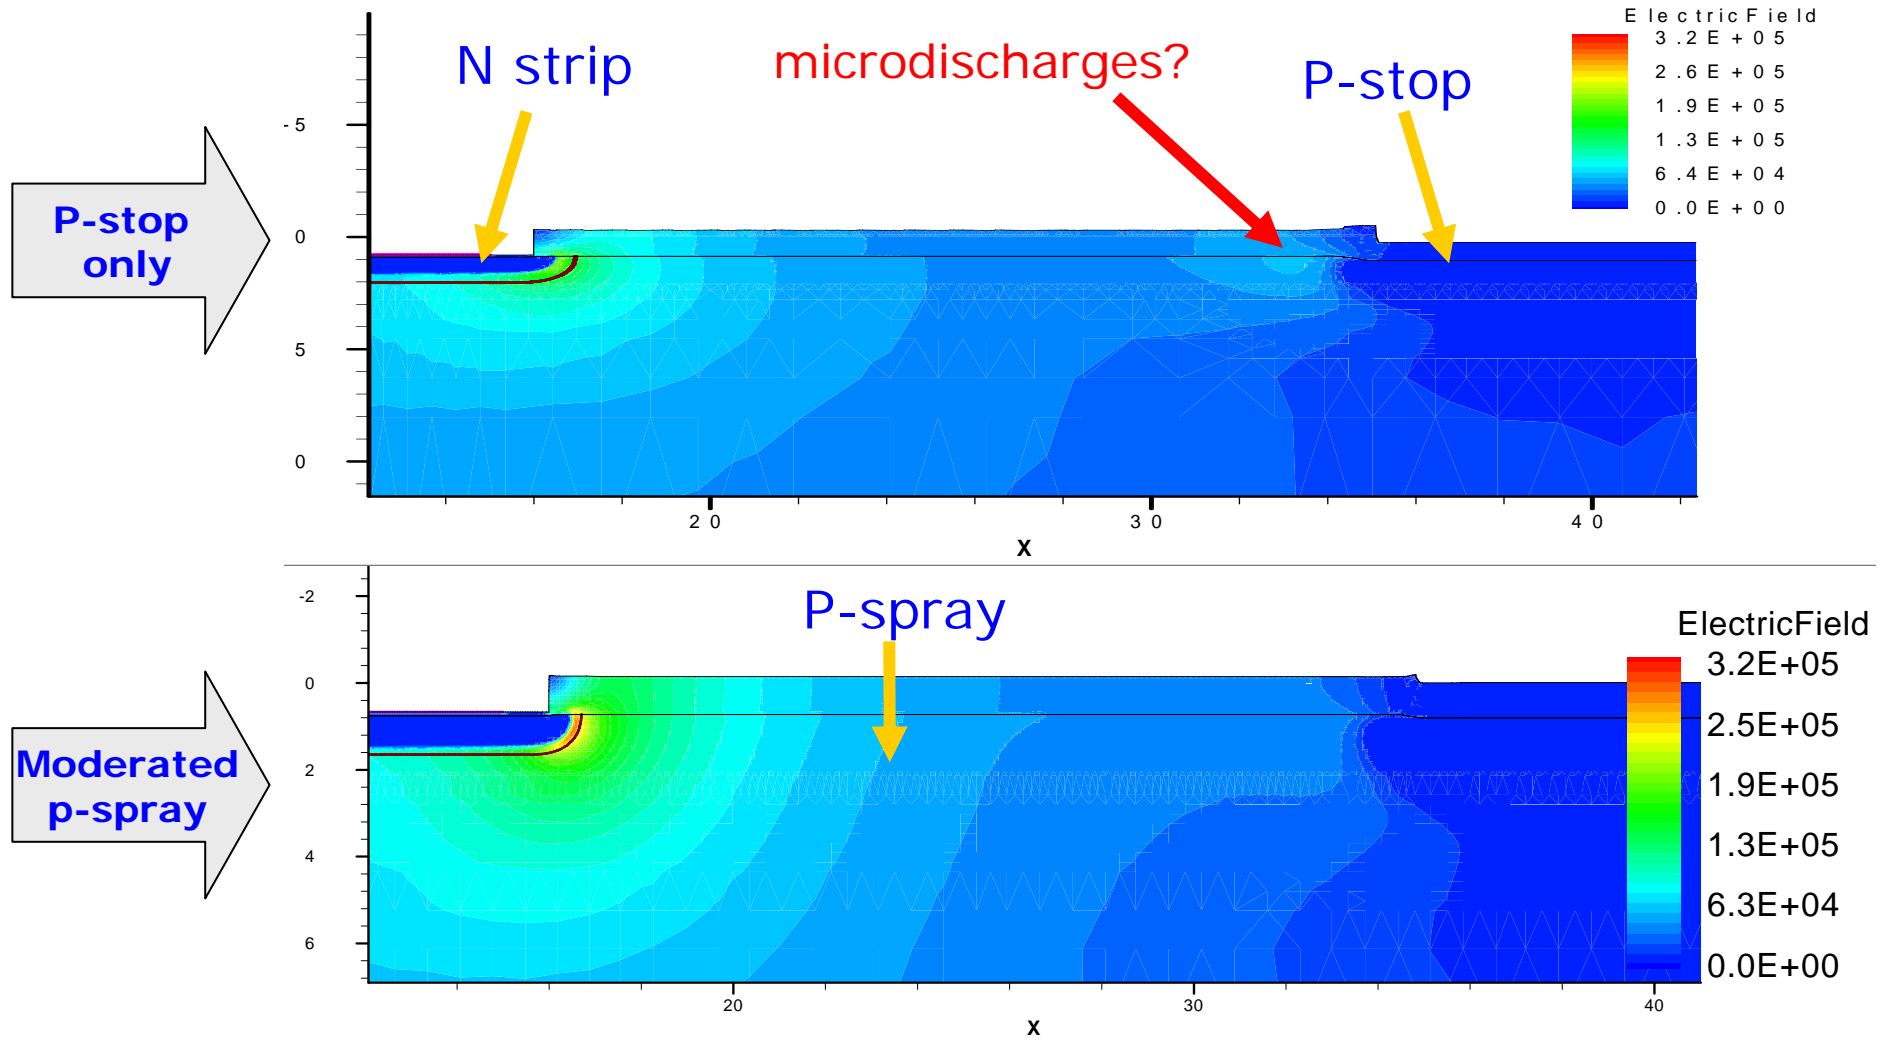 ElectricField
3.2E+05
2.6E+05
1.9E+05
1.3E+05
6.4E+04
0.0E+00
N strip
microdischarges?
P-stop
P-stop
only
-5
0
5
0
20
30
40
X
P-spray
ElectricField
3.2E+05
2.5E+05
1.9E+05
1.3E+05
6.3E+04
0.0E+00
Moderated
p-spray
-2
0
2
4
6
20
30
40
X